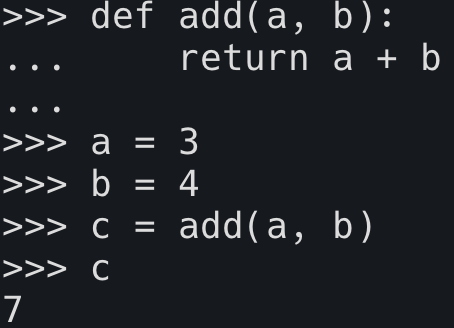 >>> def add(a, b):
...     return a + b
...
>>> a = 3
>>> b = 4
>>> c = add(a, b)
>>> c
7